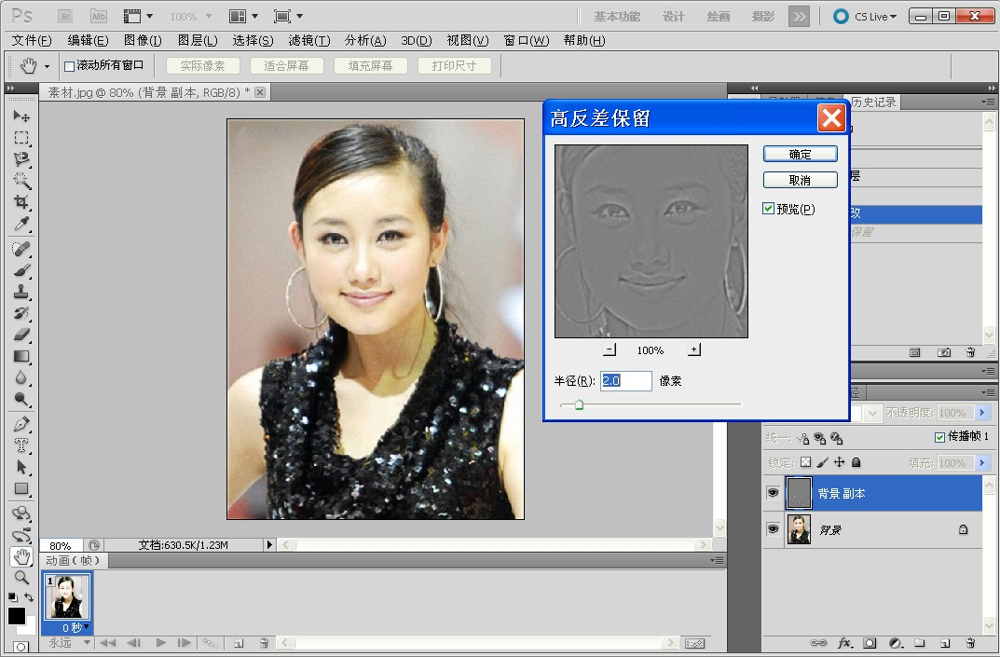 Ps Br Mb 100% 基本功能 设计 绘画 摄影 CS Live
文件(F) 编辑(E) 图像(I) 图层(L) 选择(S) 滤镜(T) 分析(A) 3D(D) 视图(V) 窗口(W) 帮助(H)
滚动所有窗口 实际像素 适合屏幕 填充屏幕 打印尺寸
素材.jpg @ 80% (背景 副本, RGB/8) *
历史记录
高反差保留
确定
取消
预览(P)
层
改
保留
100%
半径(R): 2.0 像素
不透明度: 100%
统一: 传播帧 1
锁定: 填充: 100%
背景 副本
背景
80% 文档:630.5K/1.23M
动画(帧)
1
0 秒
永远
fx